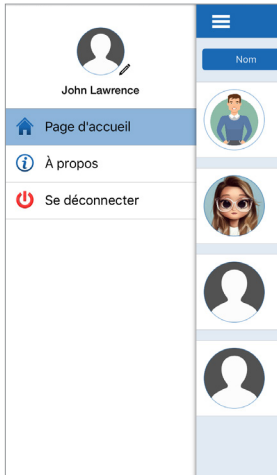 John Lawrence
Page d'accueil
À propos
Se déconnecter
Nom